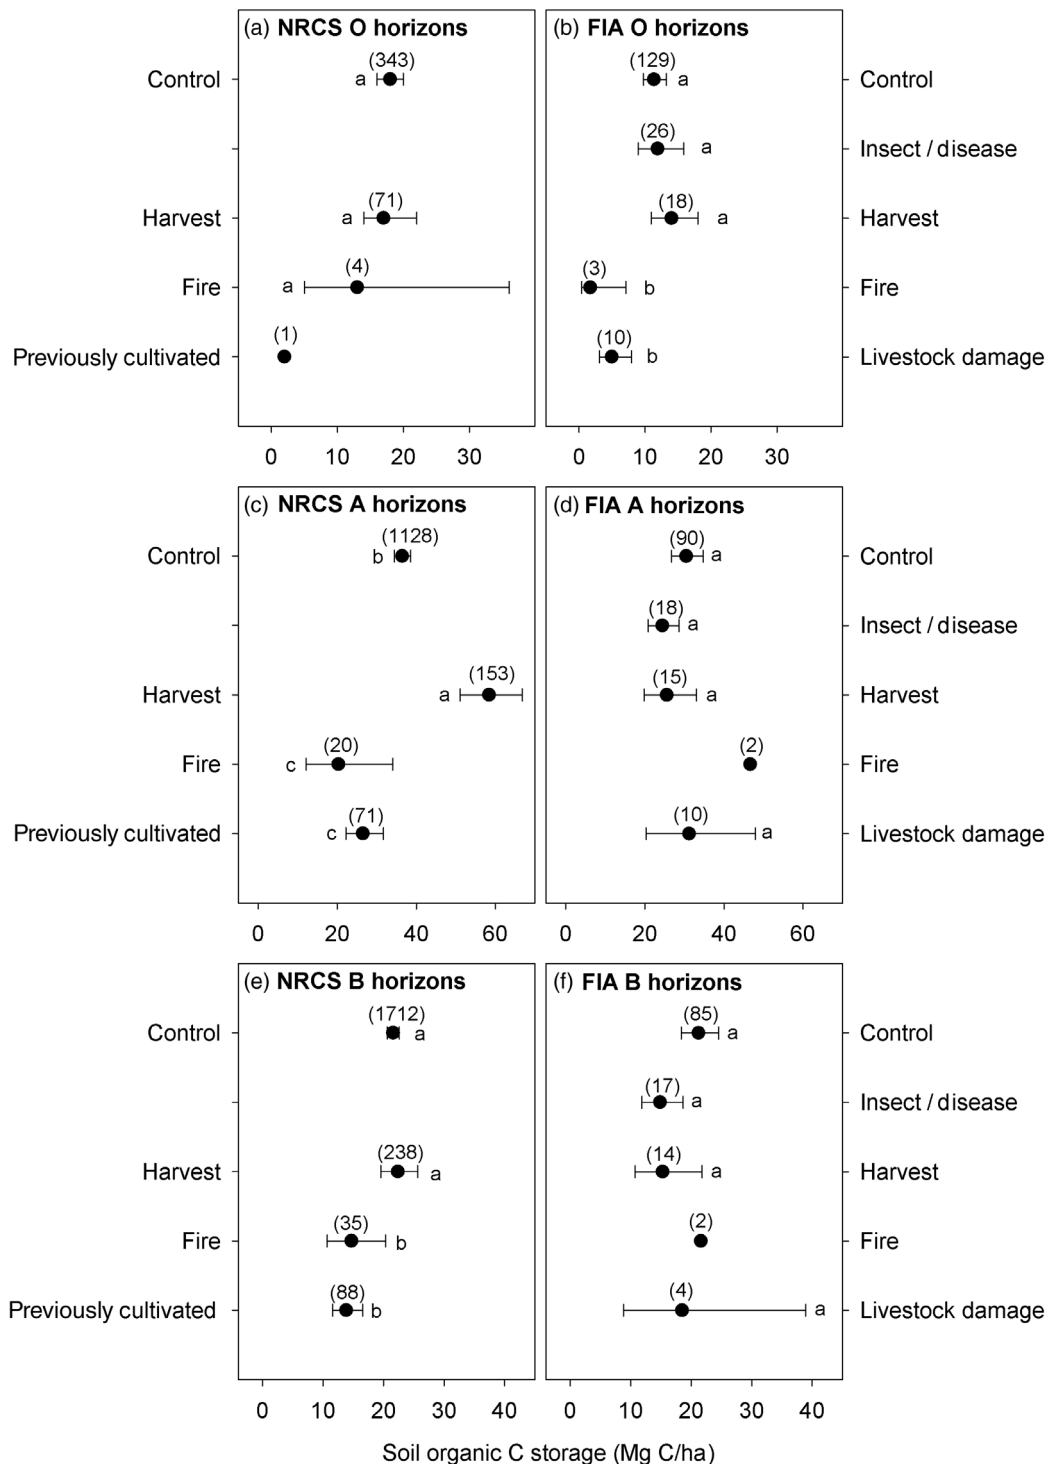 (a) NRCS O horizons
Control
(343)
a
Harvest
(71)
a
Fire
(4)
a
Previously cultivated
(1)
0 10 20 30
(b) FIA O horizons
(129)
a
Control
(26)
a
Insect / disease
(18)
a
Harvest
(3)
b
Fire
(10)
b
Livestock damage
0 10 20 30
(c) NRCS A horizons
Control
(1128)
b
Harvest
(153)
a
Fire
(20)
c
Previously cultivated
(71)
c
0 20 40 60
(d) FIA A horizons
(90)
a
Control
(18)
a
Insect / disease
(15)
a
Harvest
(2)
Fire
(10)
a
Livestock damage
0 20 40 60
(e) NRCS B horizons
Control
(1712)
a
Harvest
(238)
a
Fire
(35)
b
Previously cultivated
(88)
b
0 10 20 30 40
(f) FIA B horizons
(85)
a
Control
(17)
a
Insect / disease
(14)
a
Harvest
(2)
Fire
(4)
a
Livestock damage
0 10 20 30 40
Soil organic C storage (Mg C/ha)